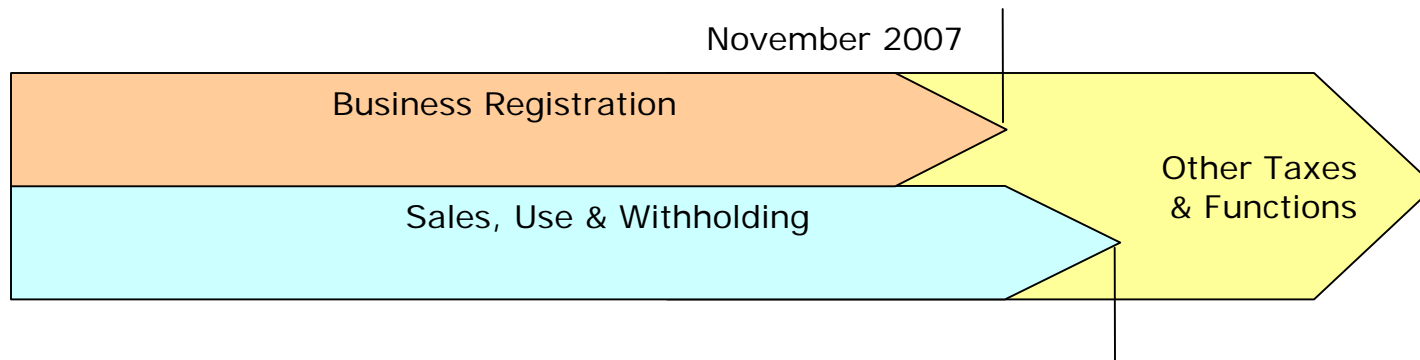 November 2007
Business Registration
Other Taxes
& Functions
Sales, Use & Withholding